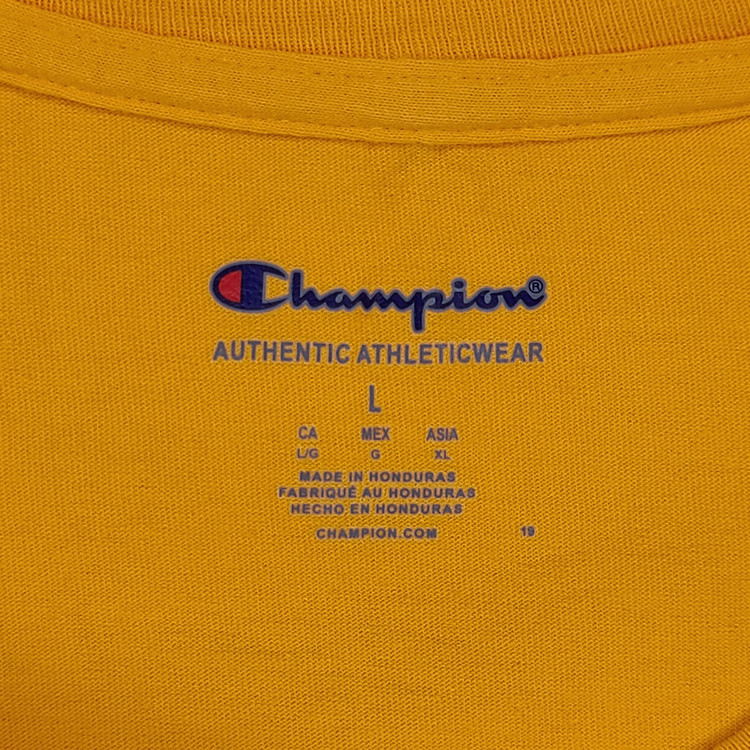 Champion®
AUTHENTIC ATHLETICWEAR
L
CA MEX ASIA
L/G G XL
MADE IN HONDURAS
FABRIQUÉ AU HONDURAS
HECHO EN HONDURAS
CHAMPION.COM 19